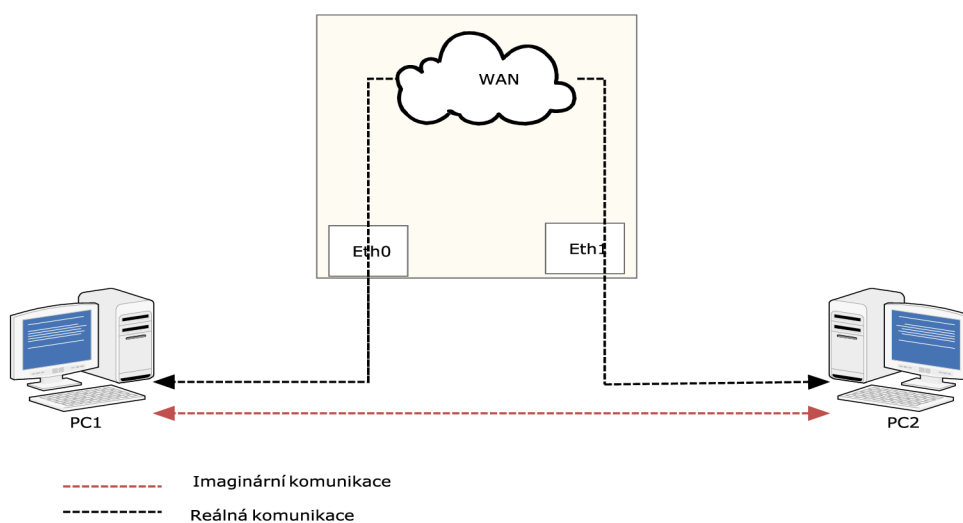 WAN
Eth0
Eth1
PC1
PC2
Imaginární komunikace
Reálná komunikace